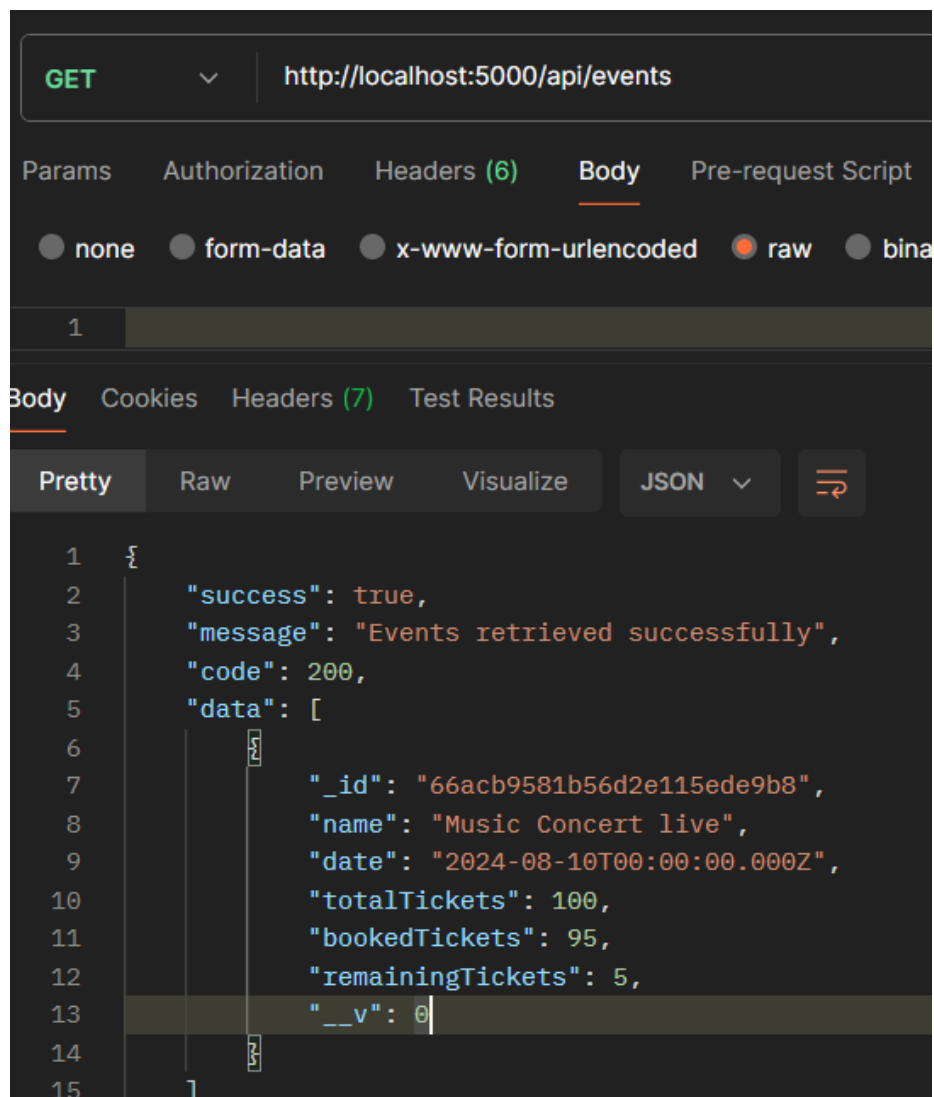 GET http://localhost:5000/api/events
Params Authorization Headers (6) Body Pre-request Script
none form-data x-www-form-urlencoded raw bina
1
Body Cookies Headers (7) Test Results
Pretty Raw Preview Visualize JSON
1 {
2 "success": true,
3 "message": "Events retrieved successfully",
4 "code": 200,
5 "data": [
6 {
7 "_id": "66acb9581b56d2e115ede9b8",
8 "name": "Music Concert live",
9 "date": "2024-08-10T00:00:00.000Z",
10 "totalTickets": 100,
11 "bookedTickets": 95,
12 "remainingTickets": 5,
13 "__v": 0
14 }
15 ]